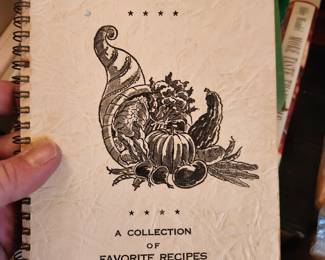 ★ ★ ★ ★
★ ★ ★ ★
A COLLECTION
OF
FAVORITE RECIPES